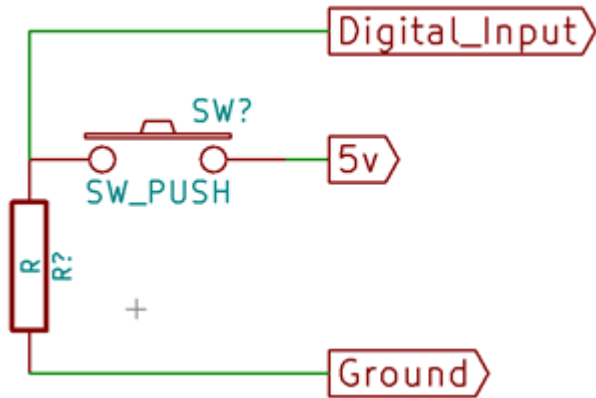 Digital_Input
SW?
5v
SW_PUSH
R
R?
Ground